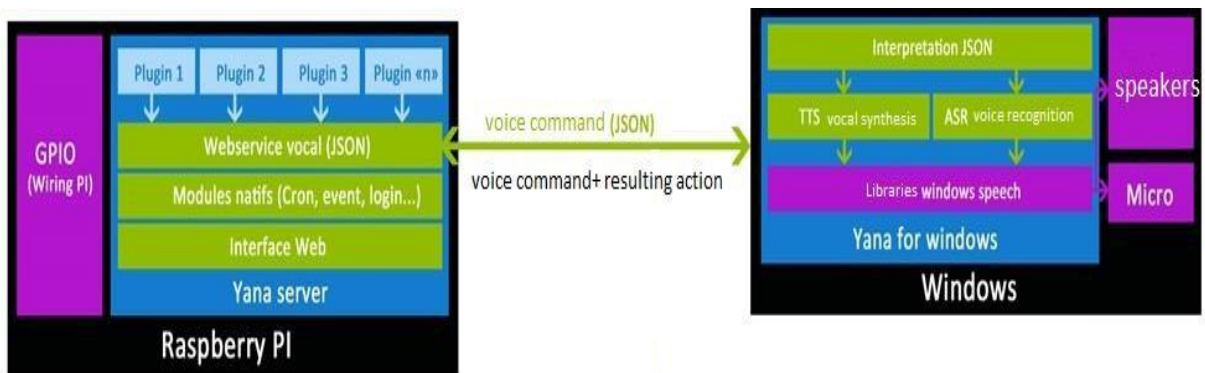 Plugin 1
Plugin 2
Plugin 3
Plugin «n»
GPIO
(Wiring PI)
Webservice vocal (JSON)
Modules natifs (Cron, event, login...)
Interface Web
Yana server
Raspberry PI
voice command (JSON)
voice command+ resulting action
Interpretation JSON
TTS vocal synthesis
ASR voice recognition
Libraries windows speech
Yana for windows
Windows
speakers
Micro